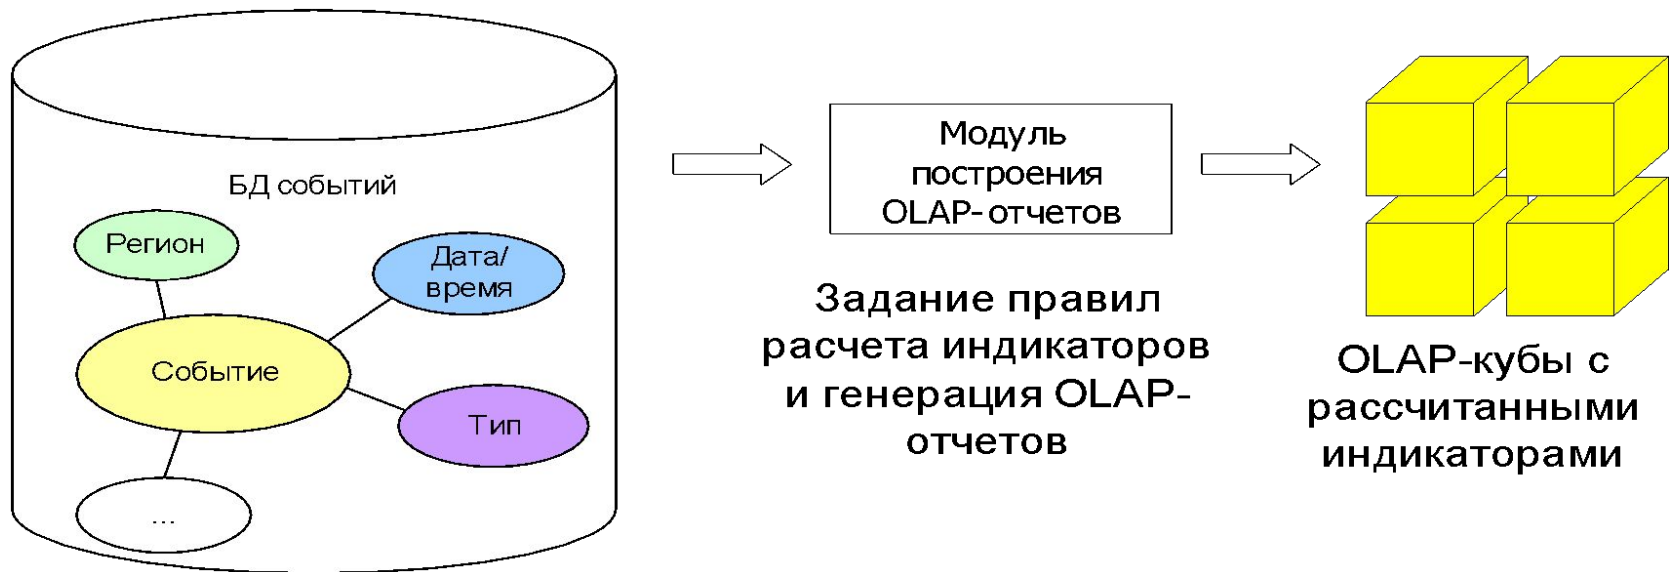 БД событий
Регион
Дата/
время
Событие
Тип
...
Модуль
построения
OLAP-отчетов
Задание правил
расчета индикаторов
и генерация OLAP-
отчетов
OLAP-кубы с
рассчитанными
индикаторами